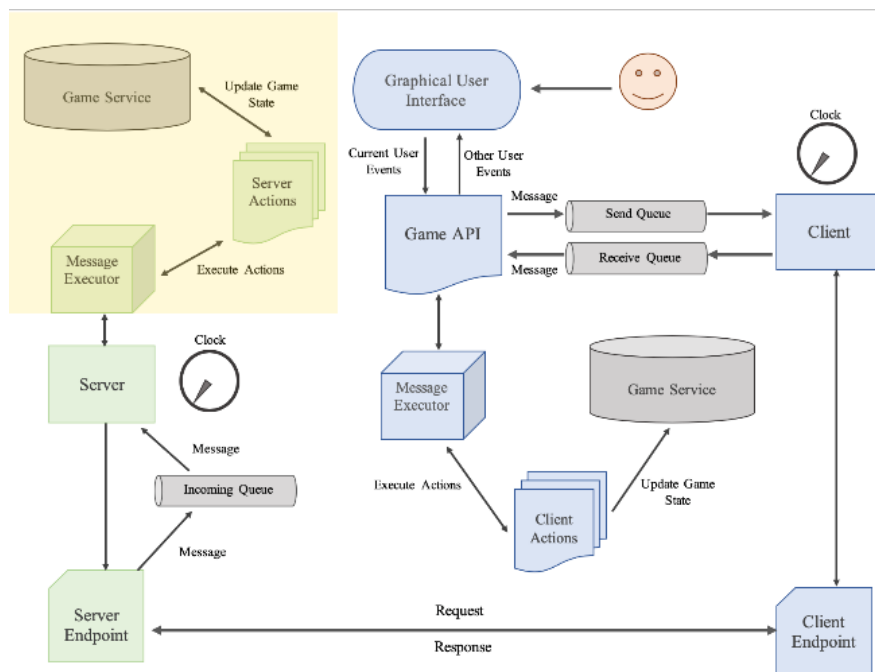 Game Service
Update Game
State
Server
Actions
Message
Executor
Execute Actions
Clock
Server
Message
Incoming Queue
Message
Server
Endpoint
Graphical User
Interface
Current User
Events
Other User
Events
Clock
Game API
Message
Send Queue
Client
Receive Queue
Message
Message
Executor
Game Service
Execute Actions
Client
Actions
Update Game
State
Request
Response
Client
Endpoint